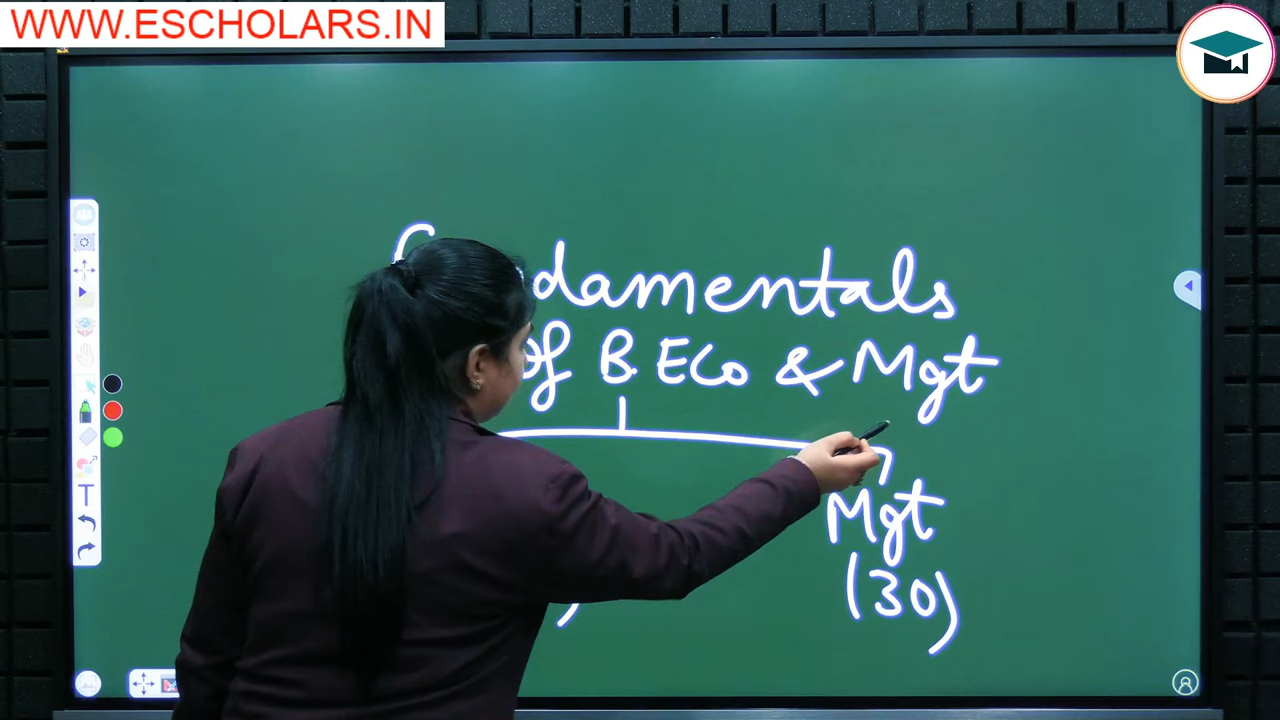 WWW.ESCHOLARS.IN
damentals
of B. Eco & Mgt
Mgt
(30)